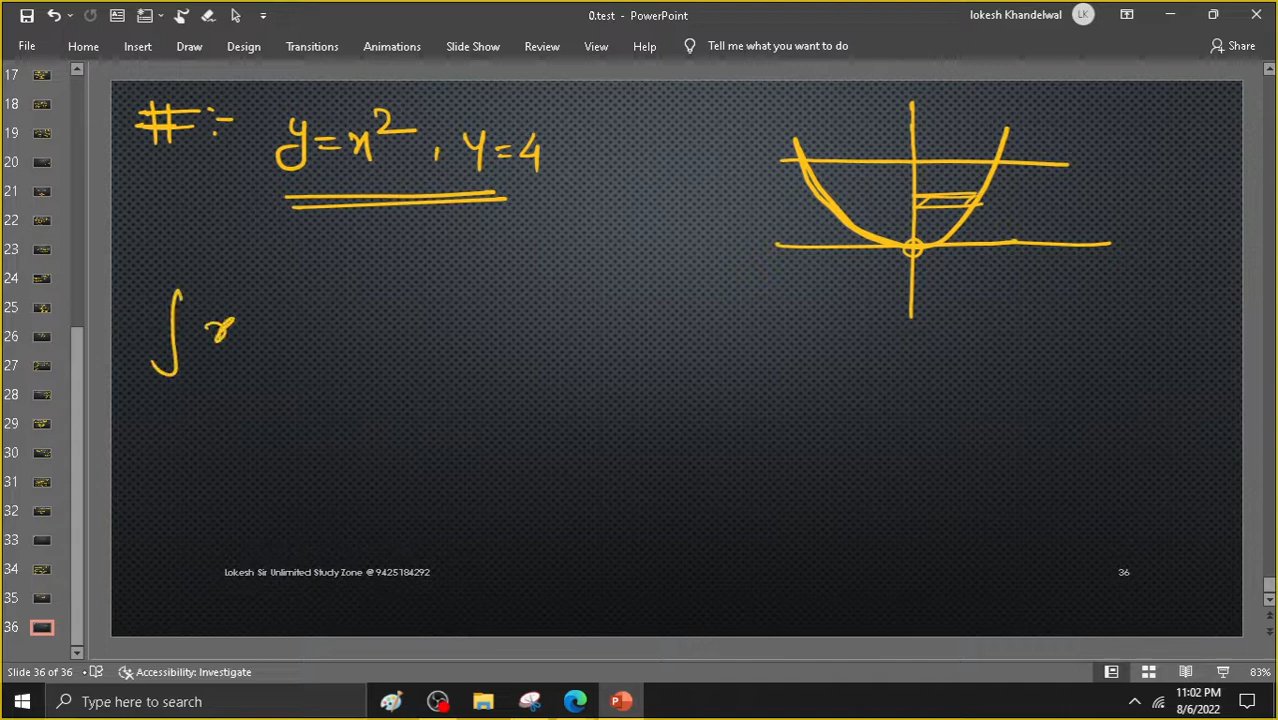 0.test - PowerPoint
lokesh Khandelwal LK
File Home Insert Draw Design Transitions Animations Slide Show Review View Help Tell me what you want to do Share
17
18
19
20
21
22
23
24
25
26
27
28
29
30
31
32
33
34
35
36
# :- y=x², y=4
∫ x
Lokesh Sir Unlimited Study Zone @ 9425184292
36
Slide 36 of 36 Accessibility: Investigate 83%
Type here to search
11:02 PM
8/6/2022